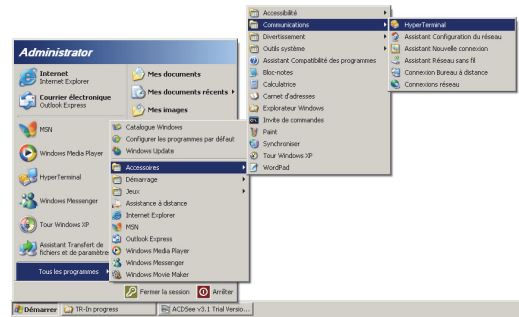 Administrator
Internet
Internet Explorer
Courrier électronique
Outlook Express
MSN
Windows Media Player
HyperTerminal
Windows Messenger
Tour Windows XP
Assistant Transfert de
fichiers et de paramètres
Tous les programmes
Mes documents
Mes documents récents
Mes images
Fermer la session
Arrêter
Démarrer
TR-In progress
ACDSee v3.1 Trial Versio...
Catalogue Windows
Configurer les programmes par défaut
Windows Update
Accessoires
Démarrage
Jeux
Assistance à distance
Internet Explorer
MSN
Outlook Express
Windows Media Player
Windows Messenger
Windows Movie Maker
Accessibilité
Communications
Divertissement
Outils système
Assistant Compatibilité des programmes
Bloc-notes
Calculatrice
Carnet d'adresses
Explorateur Windows
Invite de commandes
Paint
Synchroniser
Tour Windows XP
WordPad
HyperTerminal
Assistant Configuration du réseau
Assistant Nouvelle connexion
Assistant Réseau sans fil
Connexion Bureau à distance
Connexions réseau